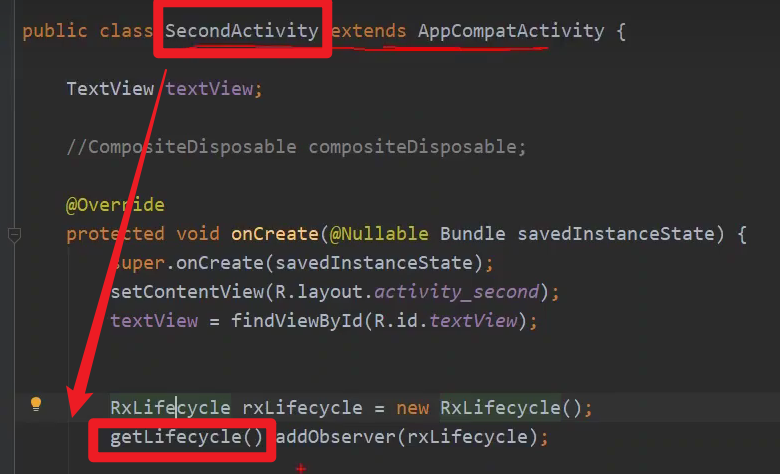 public class SecondActivity extends AppCompatActivity {
TextView textView;
//CompositeDisposable compositeDisposable;
@Override
protected void onCreate(@Nullable Bundle savedInstanceState) {
super.onCreate(savedInstanceState);
setContentView(R.layout.activity_second);
textView = findViewById(R.id.textView);
RxLifecycle rxLifecycle = new RxLifecycle();
getLifecycle().addObserver(rxLifecycle);